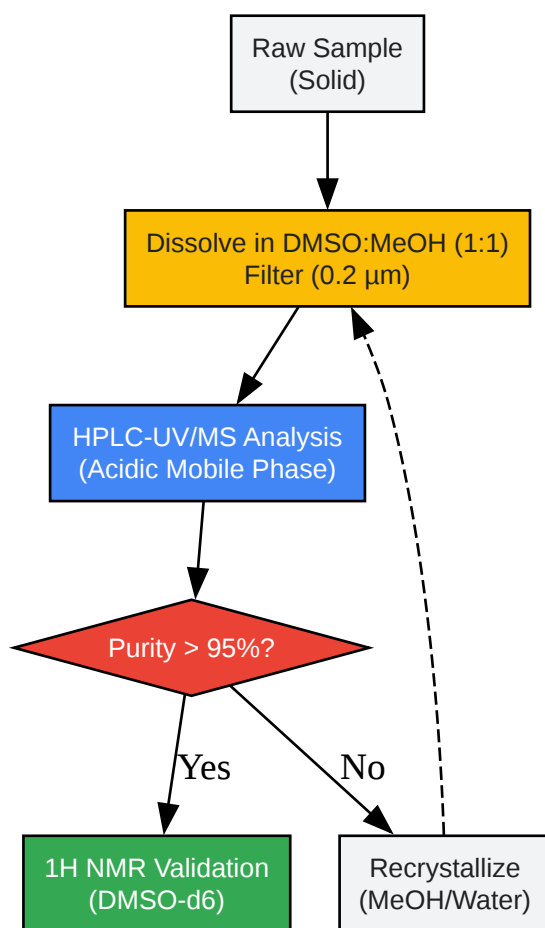 Raw Sample
(Solid)
Dissolve in DMSO:MeOH (1:1)
Filter (0.2 µm)
HPLC-UV/MS Analysis
(Acidic Mobile Phase)
Purity > 95%?
Yes
No
1H NMR Validation
(DMSO-d6)
Recrystallize
(MeOH/Water)